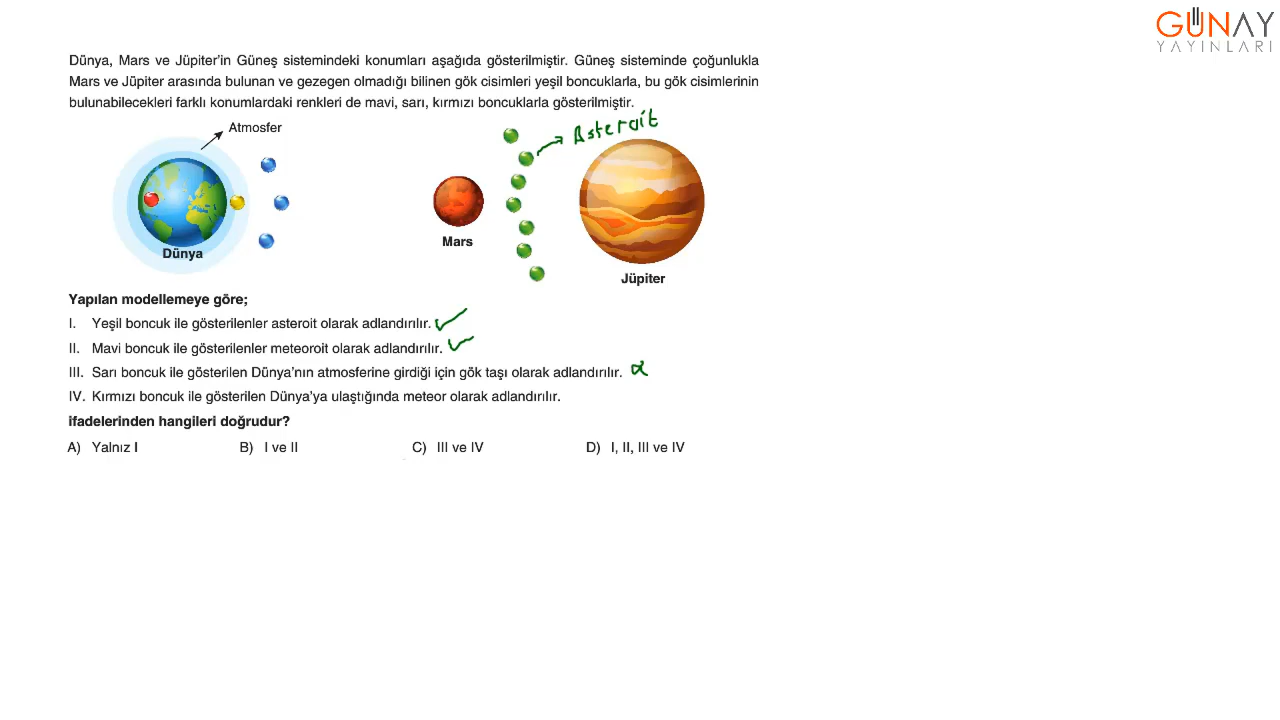 GÜNAY
YAYINLARI
Dünya, Mars ve Jüpiter'in Güneş sistemindeki konumları aşağıda gösterilmiştir. Güneş sisteminde çoğunlukla
Mars ve Jüpiter arasında bulunan ve gezegen olmadığı bilinen gök cisimleri yeşil boncuklarla, bu gök cisimlerinin
bulunabilecekleri farklı konumlardaki renkleri de mavi, sarı, kırmızı boncuklarla gösterilmiştir.
Atmosfer
Asteroit
Dünya
Mars
Jüpiter
Yapılan modellemeye göre;
I. Yeşil boncuk ile gösterilenler asteroit olarak adlandırılır.
II. Mavi boncuk ile gösterilenler meteoroit olarak adlandırılır.
III. Sarı boncuk ile gösterilen Dünya'nın atmosferine girdiği için gök taşı olarak adlandırılır.
IV. Kırmızı boncuk ile gösterilen Dünya'ya ulaştığında meteor olarak adlandırılır.
ifadelerinden hangileri doğrudur?
A) Yalnız I B) I ve II C) III ve IV D) I, II, III ve IV